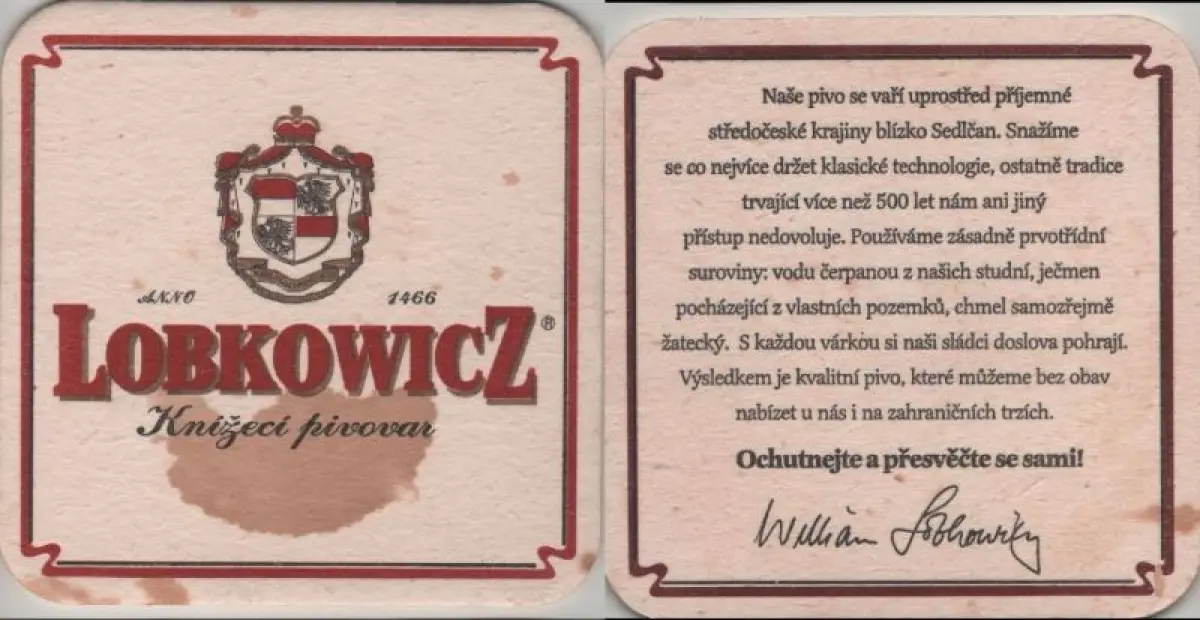 ANNO 1466
LOBKOWICZ®
Knížecí pivovar
Naše pivo se vaří uprostřed příjemné
středočeské krajiny blízko Sedlčan. Snažíme
se co nejvíce držet klasické technologie, ostatně tradice
trvající více než 500 let nám ani jiný
přístup nedovoluje. Používáme zásadně prvotřídní
suroviny: vodu čerpanou z našich studní, ječmen
pocházející z vlastních pozemků, chmel samozřejmě
žatecký. S každou várkou si naši sládci doslova pohrají.
Výsledkem je kvalitní pivo, které můžeme bez obav
nabízet u nás i na zahraničních trzích.
Ochutnejte a přesvěčte se sami!
William Lobkowicz